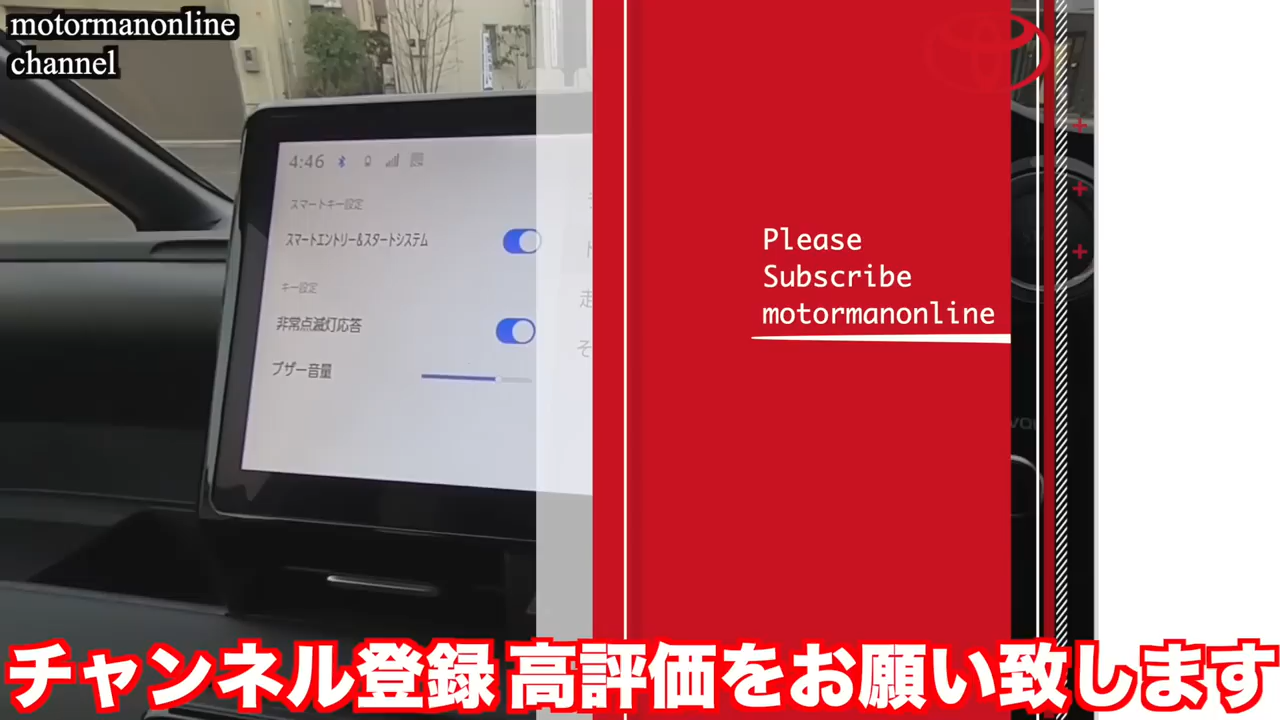 motormanonline
channel
4:46
スマートキー設定
スマートエントリー&スタートシステム
キー設定
非常点滅灯応答
ブザー音量
走
そ
Please
Subscribe
motormanonline
チャンネル登録 高評価をお願い致します